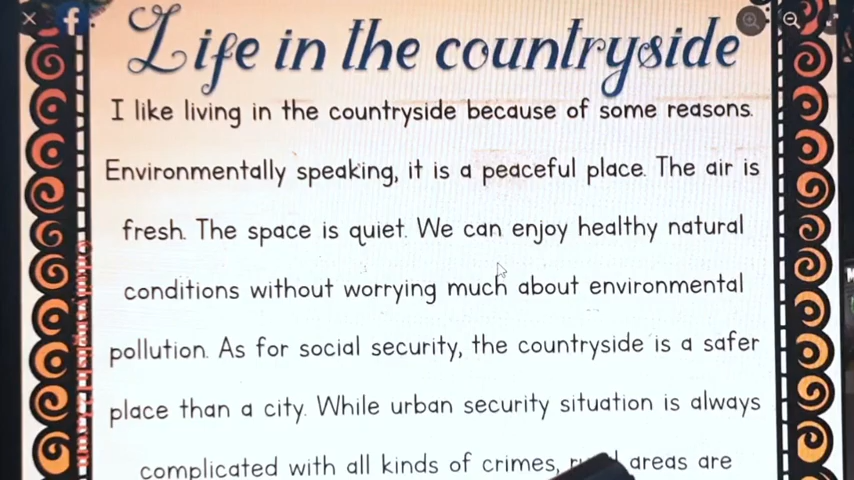 Life in the countryside
I like living in the countryside because of some reasons.
Environmentally speaking, it is a peaceful place. The air is
fresh. The space is quiet. We can enjoy healthy natural
conditions without worrying much about environmental
pollution. As for social security, the countryside is a safer
place than a city. While urban security situation is always
complicated with all kinds of crimes, areas are